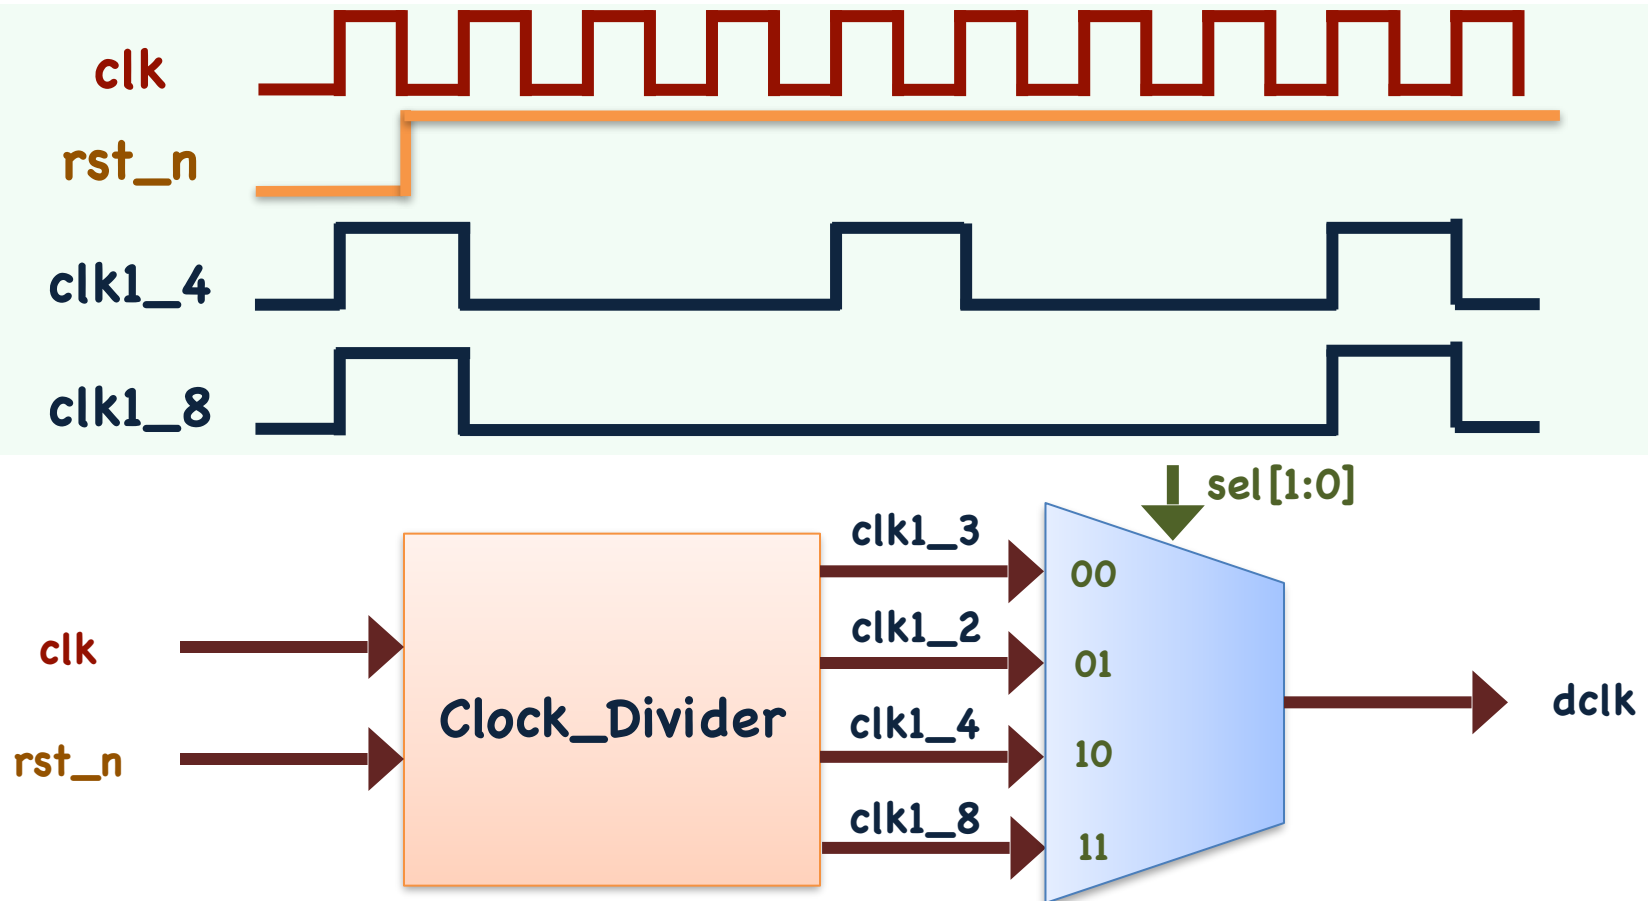 clk
rst_n
clk1_4
clk1_8
sel[1:0]
clk1_3
00
clk1_2
clk
01
Clock_Divider
dclk
clk1_4
10
rst_n
clk1_8
11